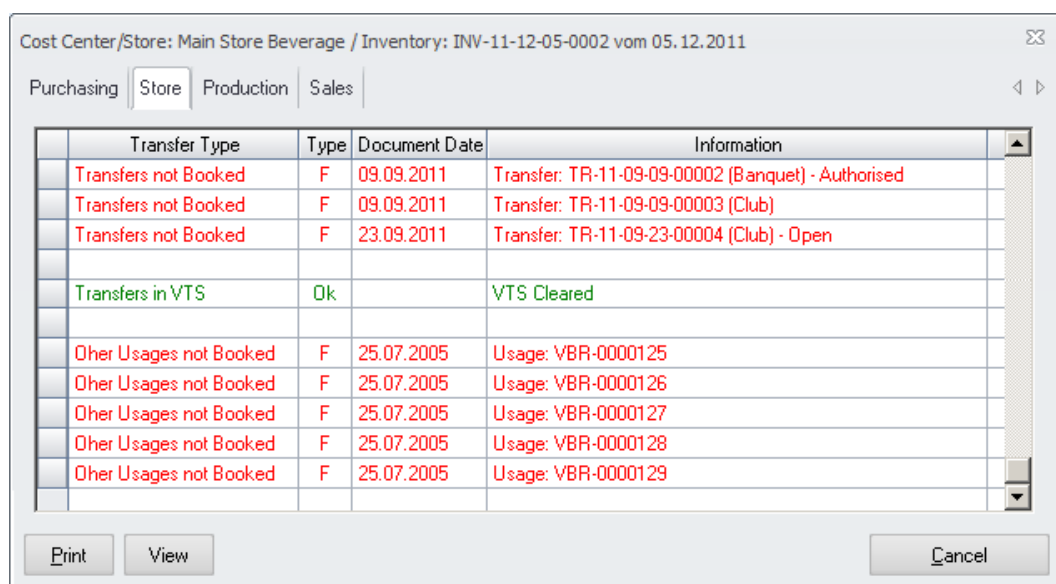 Cost Center/Store: Main Store Beverage / Inventory: INV-11-12-05-0002 vom 05.12.2011
Purchasing Store Production Sales
Transfer Type Type Document Date Information
Transfers not Booked F 09.09.2011 Transfer: TR-11-09-09-00002 (Banquet) - Authorised
Transfers not Booked F 09.09.2011 Transfer: TR-11-09-09-00003 (Club)
Transfers not Booked F 23.09.2011 Transfer: TR-11-09-23-00004 (Club) - Open
Transfers in VTS Ok VTS Cleared
Oher Usages not Booked F 25.07.2005 Usage: VBR-0000125
Oher Usages not Booked F 25.07.2005 Usage: VBR-0000126
Oher Usages not Booked F 25.07.2005 Usage: VBR-0000127
Oher Usages not Booked F 25.07.2005 Usage: VBR-0000128
Oher Usages not Booked F 25.07.2005 Usage: VBR-0000129
Print View Cancel